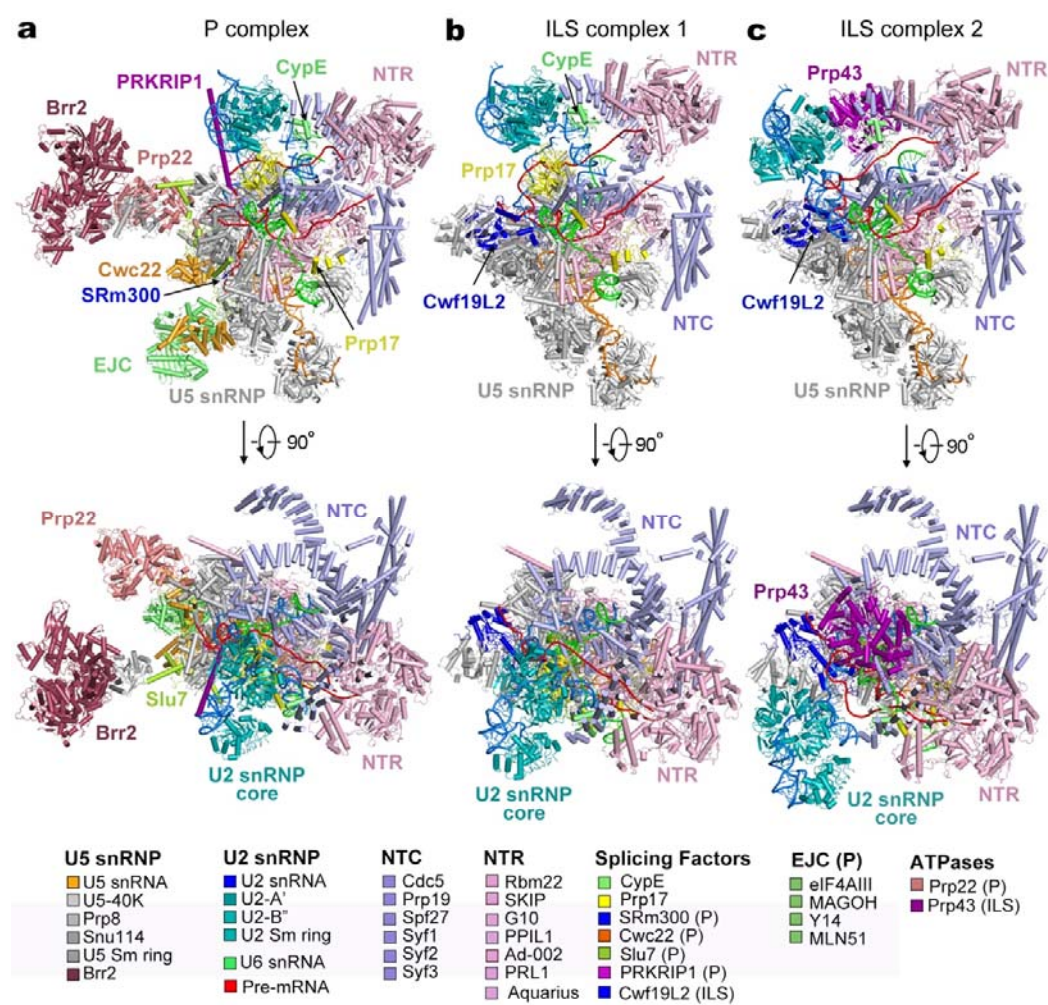 a P complex
b ILS complex 1
c ILS complex 2
PRKRIP1
CypE
NTR
Brr2
Prp22
Cwc22
SRm300
EJC
U5 snRNP
Prp17
NTC
CypE
NTR
Prp17
Cwf19L2
NTC
U5 snRNP
Prp43
NTR
Cwf19L2
NTC
U5 snRNP
90°
90°
90°
Prp22
NTC
Brr2
Slu7
U2 snRNP
core
NTR
NTC
U2 snRNP
core
NTR
Prp43
NTC
U2 snRNP
core
NTR
U5 snRNP
U5 snRNA
U5-40K
Prp8
Snu114
U5 Sm ring
Brr2
U2 snRNP
U2 snRNA
U2-A'
U2-B"
U2 Sm ring
U6 snRNA
Pre-mRNA
NTC
Cdc5
Prp19
Spf27
Syf1
Syf2
Syf3
NTR
Rbm22
SKIP
G10
PPIL1
Ad-002
PRL1
Aquarius
Splicing Factors
CypE
Prp17
SRm300 (P)
Cwc22 (P)
Slu7 (P)
PRKRIP1 (P)
Cwf19L2 (ILS)
EJC (P)
eIF4AIII
MAGOH
Y14
MLN51
ATPases
Prp22 (P)
Prp43 (ILS)